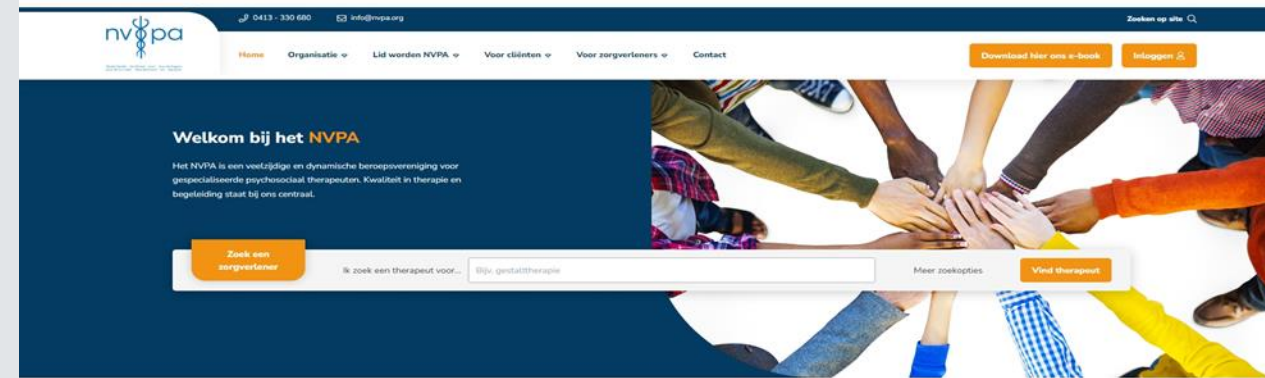 nvpa
0413 - 330 680
info@nvpa.org
Zoeken op site
Home
Organisatie
Lid worden NVPA
Voor cliënten
Voor zorgverleners
Contact
Download hier ons e-book
Inloggen
Welkom bij het NVPA
Het NVPA is een veelzijdige en dynamische beroepsvereniging voor
gespecialiseerde psychosociaal therapeuten. Kwaliteit in therapie en
begeleiding staat bij ons centraal.
Zoek een
zorgverlener
Ik zoek een therapeut voor...
Bijv. gestalttherapie
Meer zoekopties
Vind therapeut